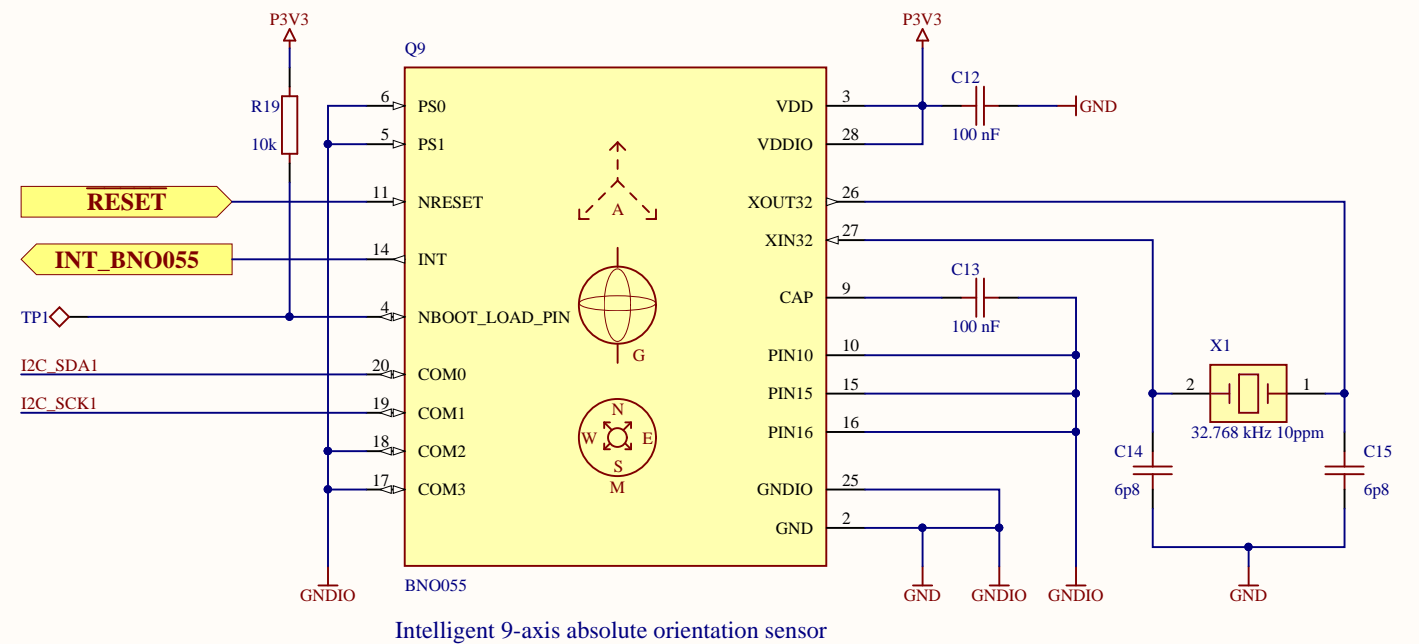 P3V3
P3V3
Q9
C12
R19
10k
6
PS0
VDD
3
GND
100 nF
5
PS1
VDDIO
28
RESET
11
NRESET
A
XOUT32
26
XIN32
27
INT_BNO055
14
INT
C13
CAP
9
100 nF
TP1
4
NBOOT_LOAD_PIN
G
PIN10
10
X1
I2C_SDA1
20
COM0
PIN15
15
2
1
I2C_SCK1
19
COM1
N
W
E
S
M
PIN16
16
32.768 kHz 10ppm
18
COM2
C14
6p8
C15
6p8
17
COM3
GNDIO
25
GND
2
GNDIO
BNO055
GND
GNDIO
GNDIO
GND
Intelligent 9-axis absolute orientation sensor